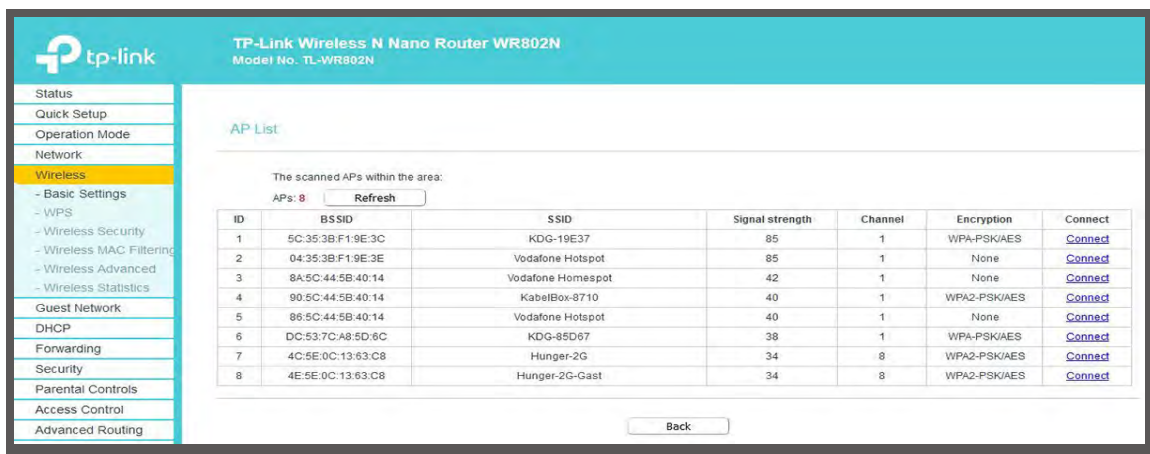 tp-link
TP-Link Wireless N Nano Router WR802N
Model No. TL-WR802N
Status
Quick Setup
Operation Mode
Network
Wireless
- Basic Settings
- WPS
- Wireless Security
- Wireless MAC Filtering
- Wireless Advanced
- Wireless Statistics
Guest Network
DHCP
Forwarding
Security
Parental Controls
Access Control
Advanced Routing
AP List
The scanned APs within the area:
APs: 8 Refresh
ID BSSID SSID Signal strength Channel Encryption Connect
1 5C:35:3B:F1:9E:3C KDG-19E37 85 1 WPA-PSK/AES Connect
2 04:35:3B:F1:9E:3E Vodafone Hotspot 85 1 None Connect
3 8A:5C:44:5B:40:14 Vodafone Homespot 42 1 Connect
4 90:5C:44:5B:40:14 KabelBox-8710 40 1 WPA2-PSK/AES Connect
5 86:5C:44:5B:40:14 Vodafone Hotspot 40 1 None Connect
6 DC:53:7C:A8:5D:6C KDG-85D67 38 1 WPA-PSK/AES Connect
7 4C:5E:0C:13:63:C8 Hunger-2G 34 8 WPA2-PSK/AES Connect
8 4E:5E:0C:13:63:C8 Hunger-2G-Gast 34 8 WPA2-PSK/AES Connect
Back